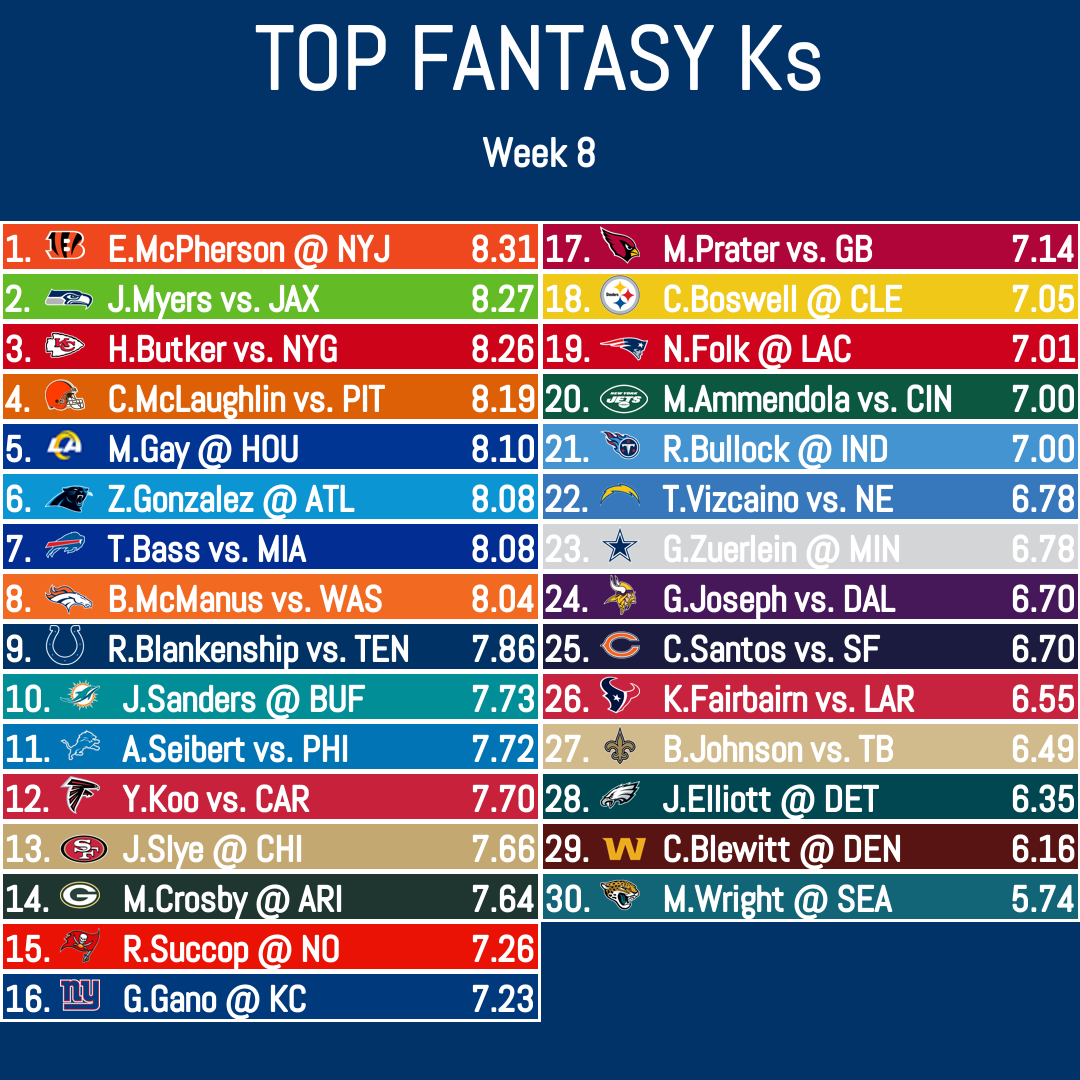 TOP FANTASY Ks
Week 8
1. E.McPherson @ NYJ 8.31
2. J.Myers vs. JAX 8.27
3. H.Butker vs. NYG 8.26
4. C.McLaughlin vs. PIT 8.19
5. M.Gay @ HOU 8.10
6. Z.Gonzalez @ ATL 8.08
7. T.Bass vs. MIA 8.08
8. B.McManus vs. WAS 8.04
9. R.Blankenship vs. TEN 7.86
10. J.Sanders @ BUF 7.73
11. A.Seibert vs. PHI 7.72
12. Y.Koo vs. CAR 7.70
13. SF J.Slye @ CHI 7.66
14. G M.Crosby @ ARI 7.64
15. R.Succop @ NO 7.26
16. ny G.Gano @ KC 7.23
17. M.Prater vs. GB 7.14
18. Steelers C.Boswell @ CLE 7.05
19. N.Folk @ LAC 7.01
20. NEW YORK JETS M.Ammendola vs. CIN 7.00
21. T R.Bullock @ IND 7.00
22. T.Vizcaino vs. NE 6.78
23. G.Zuerlein @ MIN 6.78
24. G.Joseph vs. DAL 6.70
25. C C.Santos vs. SF 6.70
26. K.Fairbairn vs. LAR 6.55
27. B.Johnson vs. TB 6.49
28. J.Elliott @ DET 6.35
29. W C.Blewitt @ DEN 6.16
30. M.Wright @ SEA 5.74